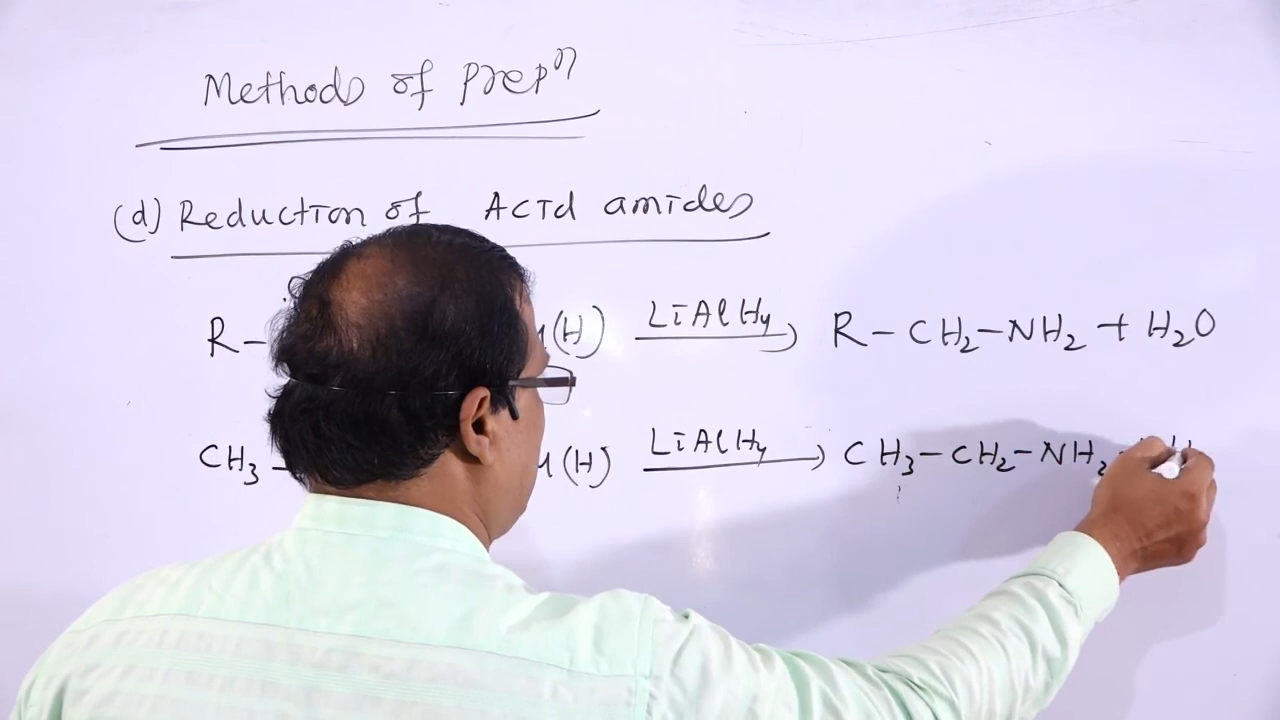 Methods of prepⁿ
(d) Reduction of Acid amides
R- (H) LiAlH₄ → R-CH₂-NH₂ + H₂O
CH₃- (H) LiAlH₄ → CH₃-CH₂-NH₂